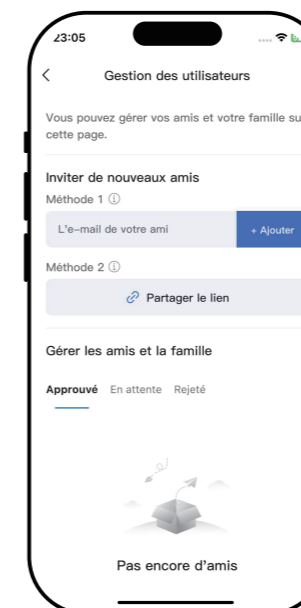 23:05
Gestion des utilisateurs
Vous pouvez gérer vos amis et votre famille su
cette page.
Inviter de nouveaux amis
Méthode 1
L'e-mail de votre ami
+ Ajouter
Méthode 2
Partager le lien
Gérer les amis et la famille
Approuvé En attente Rejeté
Pas encore d'amis